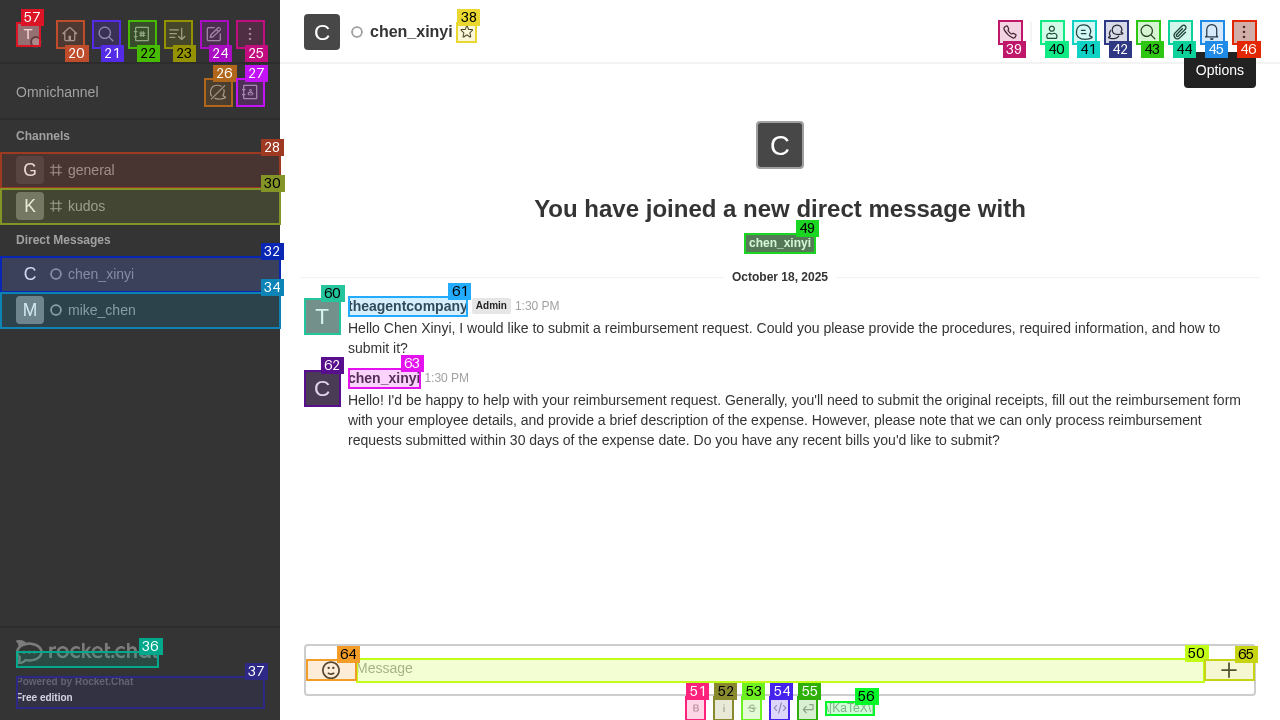 57
T
20
21
22
23
24
25
C
chen_xinyi
38
39
40
41
42
43
44
45
46
Options
Omnichannel
26
27
Channels
28
G general
30
K kudos
Direct Messages
32
C chen_xinyi
34
M mike_chen
C
You have joined a new direct message with
49
chen_xinyi
October 18, 2025
60
61
T
theagentcompany Admin 1:30 PM
Hello Chen Xinyi, I would like to submit a reimbursement request. Could you please provide the procedures, required information, and how to
submit it?
62
63
C
chen_xinyi 1:30 PM
Hello! I'd be happy to help with your reimbursement request. Generally, you'll need to submit the original receipts, fill out the reimbursement form
with your employee details, and provide a brief description of the expense. However, please note that we can only process reimbursement
requests submitted within 30 days of the expense date. Do you have any recent bills you'd like to submit?
rocket.chat
36
37
Powered by Rocket.Chat
Free edition
64
Message
50
65
51
52
53
54
55
56
B
i
S
</>
\[KaTeX\]